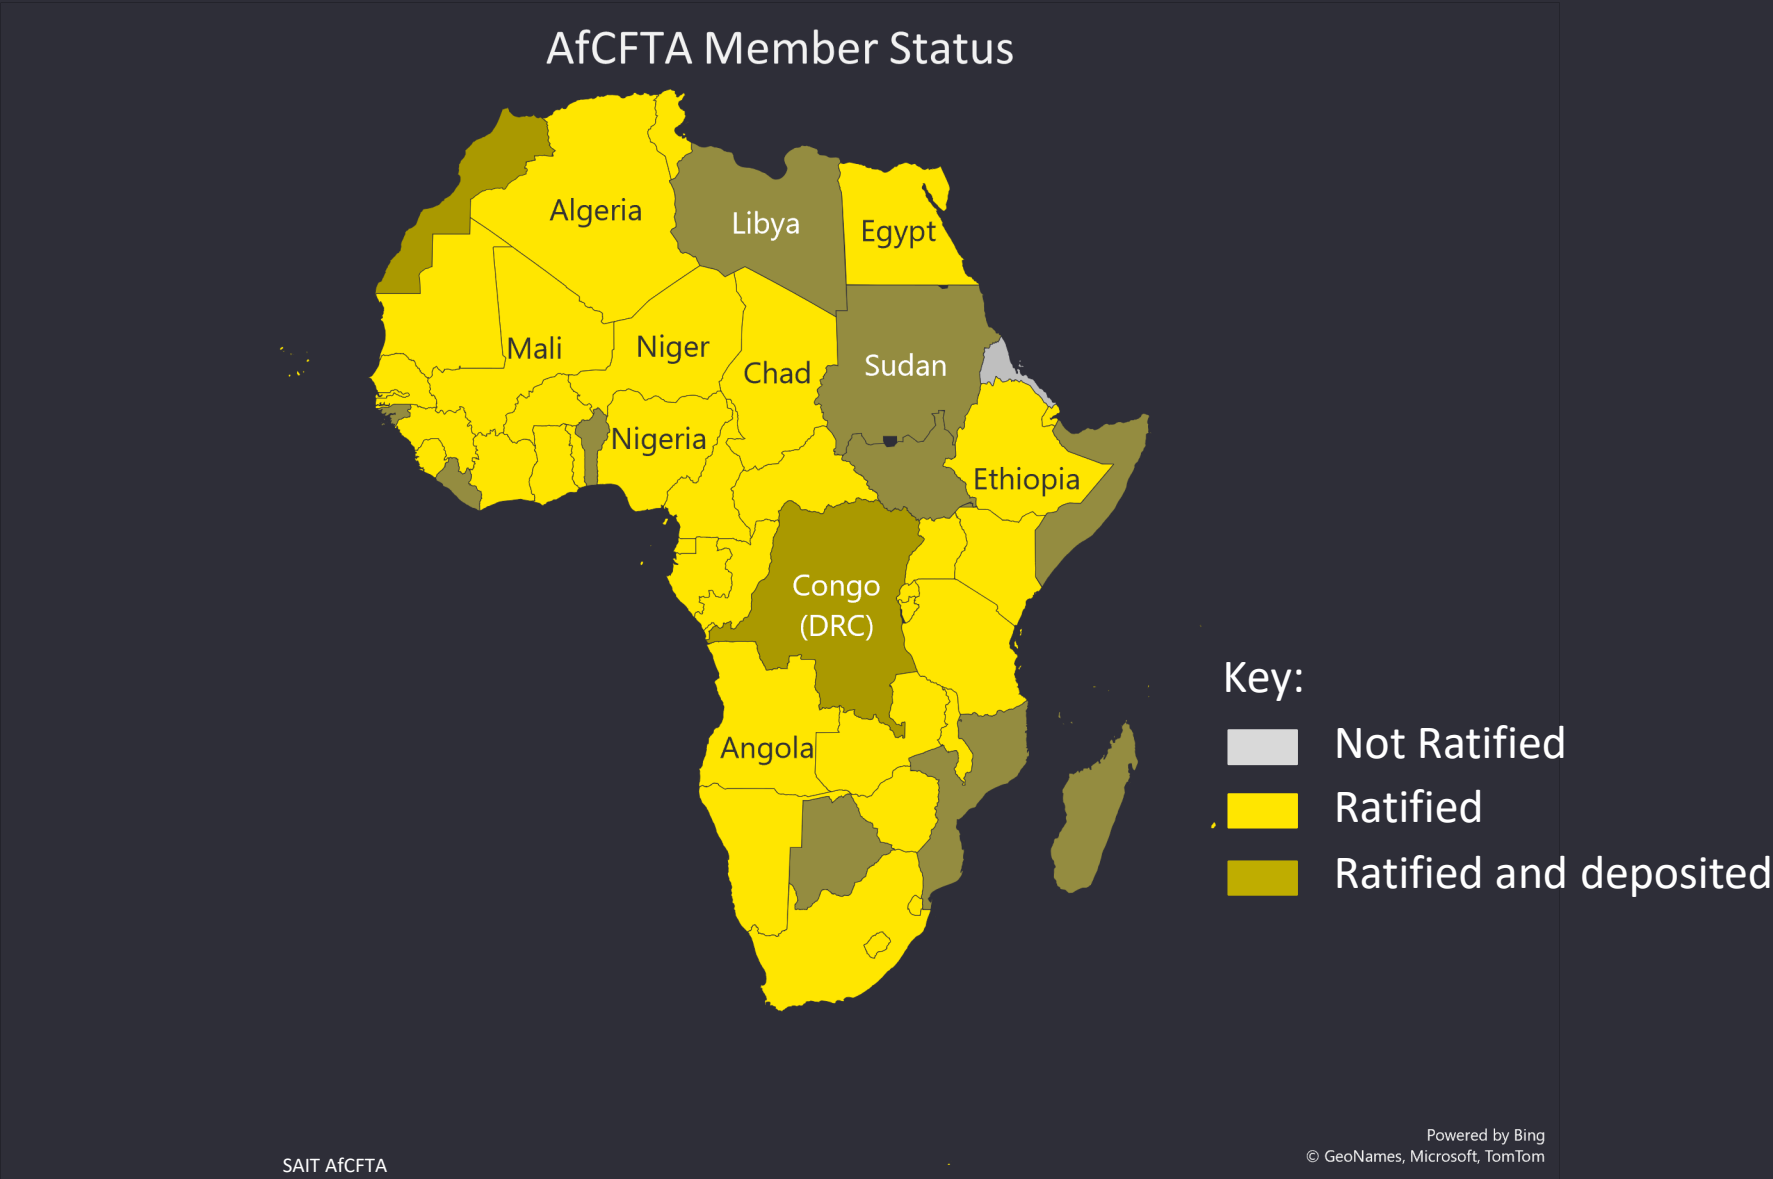 AfCFTA Member Status
Algeria
Libya
Egypt
Mali
Niger
Chad
Sudan
Nigeria
Ethiopia
Congo
(DRC)
Angola
Key:
Not Ratified
Ratified
Ratified and deposited
Powered by Bing
© GeoNames, Microsoft, TomTom
SAIT AfCFTA